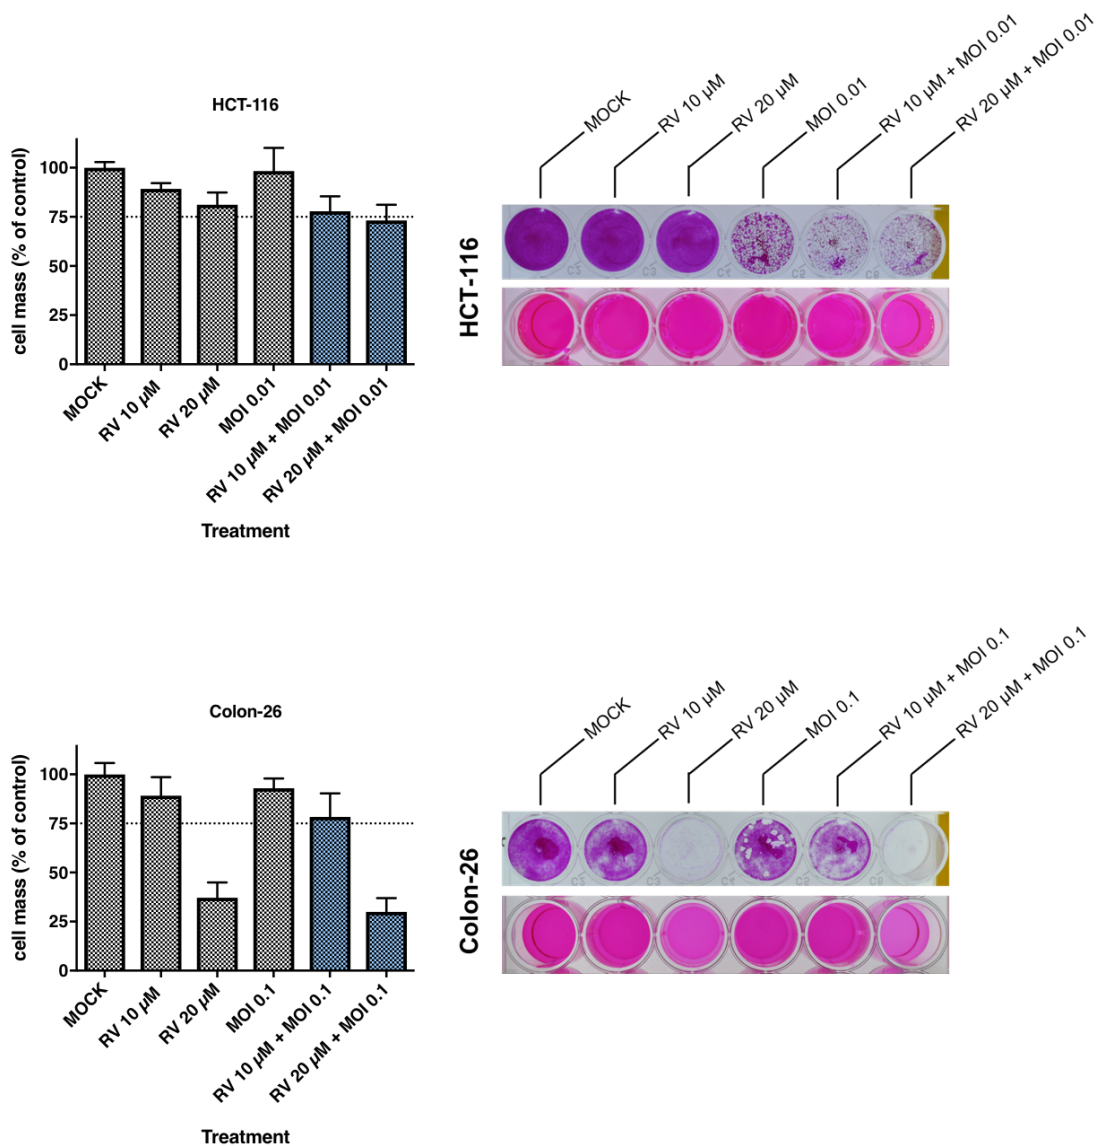 HCT-116
cell mass (% of control)
100
75
50
25
0
MOCK
RV 10 µM
RV 20 µM
MOI 0.01
RV 10 µM + MOI 0.01
RV 20 µM + MOI 0.01
Treatment
MOCK
RV 10 µM
RV 20 µM
MOI 0.01
RV 10 µM + MOI 0.01
RV 20 µM + MOI 0.01
HCT-116
Colon-26
cell mass (% of control)
100
75
50
25
0
MOCK
RV 10 µM
RV 20 µM
MOI 0.1
RV 10 µM + MOI 0.1
RV 20 µM + MOI 0.1
Treatment
MOCK
RV 10 µM
RV 20 µM
MOI 0.1
RV 10 µM + MOI 0.1
RV 20 µM + MOI 0.1
Colon-26